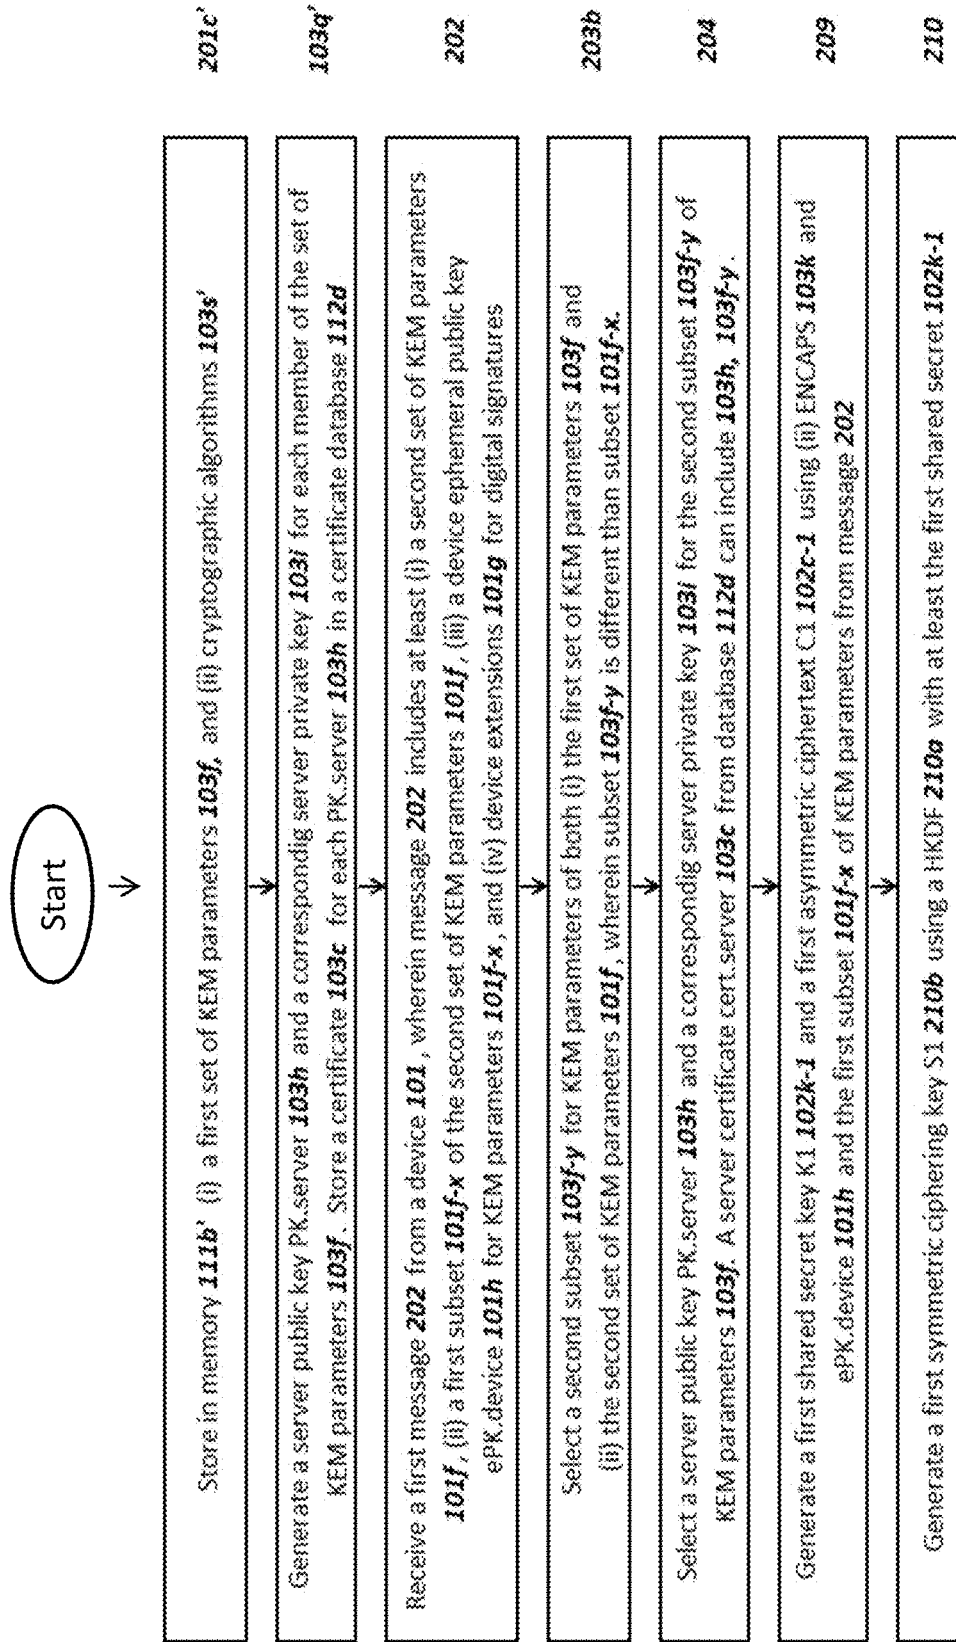 Start
Store in memory 111b' (i) a first set of KEM parameters 103f, and (ii) cryptographic algorithms 103s'
201c'
Generate a server public key PK.server 103h and a correspondig server private key 103i for each member of the set of
KEM parameters 103f. Store a certificate 103c for each PK.server 103h in a certificate database 112d
103q'
Receive a first message 202 from a device 101, wherein message 202 includes at least (i) a second set of KEM parameters
101f, (ii) a first subset 101f-x of the second set of KEM parameters 101f, (iii) a device ephemeral public key
ePK.device 101h for KEM parameters 101f-x, and (iv) device extensions 101g for digital signatures
202
Select a second subset 103f-y for KEM parameters of both (i) the first set of KEM parameters 103f and
(ii) the second set of KEM parameters 101f, wherein subset 103f-y is different than subset 101f-x.
203b
Select a server public key PK.server 103h and a correspondig server private key 103i for the second subset 103f-y of
KEM parameters 103f. A server certificate cert.server 103c from database 112d can include 103h, 103f-y.
204
Generate a first shared secret key K1 102k-1 and a first asymmetric ciphertext C1 102c-1 using (ii) ENCAPS 103k and
ePK.device 101h and the first subset 101f-x of KEM parameters from message 202
209
Generate a first symmetric ciphering key S1 210b using a HKDF 210a with at least the first shared secret 102k-1
210